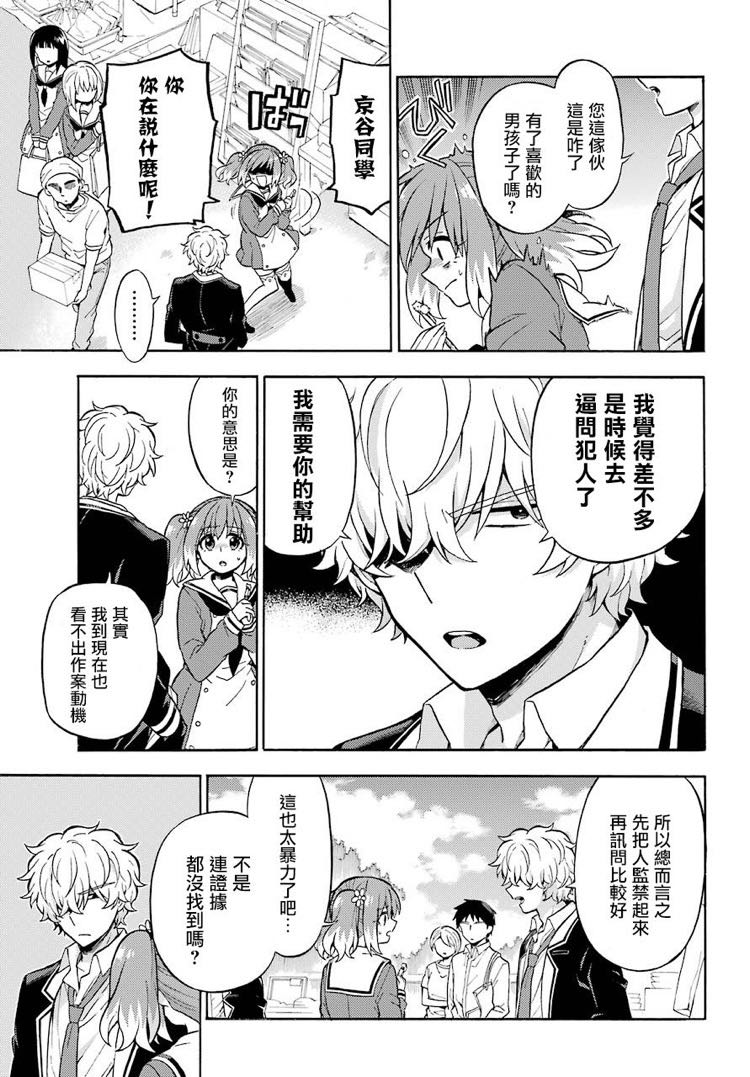 您這傢伙
這是咋了
有了喜歡的
男孩子了嗎？
京谷同學
ばっ
你
你在說什麼呢！
………
我覺得差不多
是時候去
逼問犯人了
我需要你的幫助
你的意思是？
其實
我到現在也
看不出作案動機
所以總而言之
先把人監禁起來
再訊問比較好
這也太暴力了吧…
不是
連證據
都沒找到嗎？